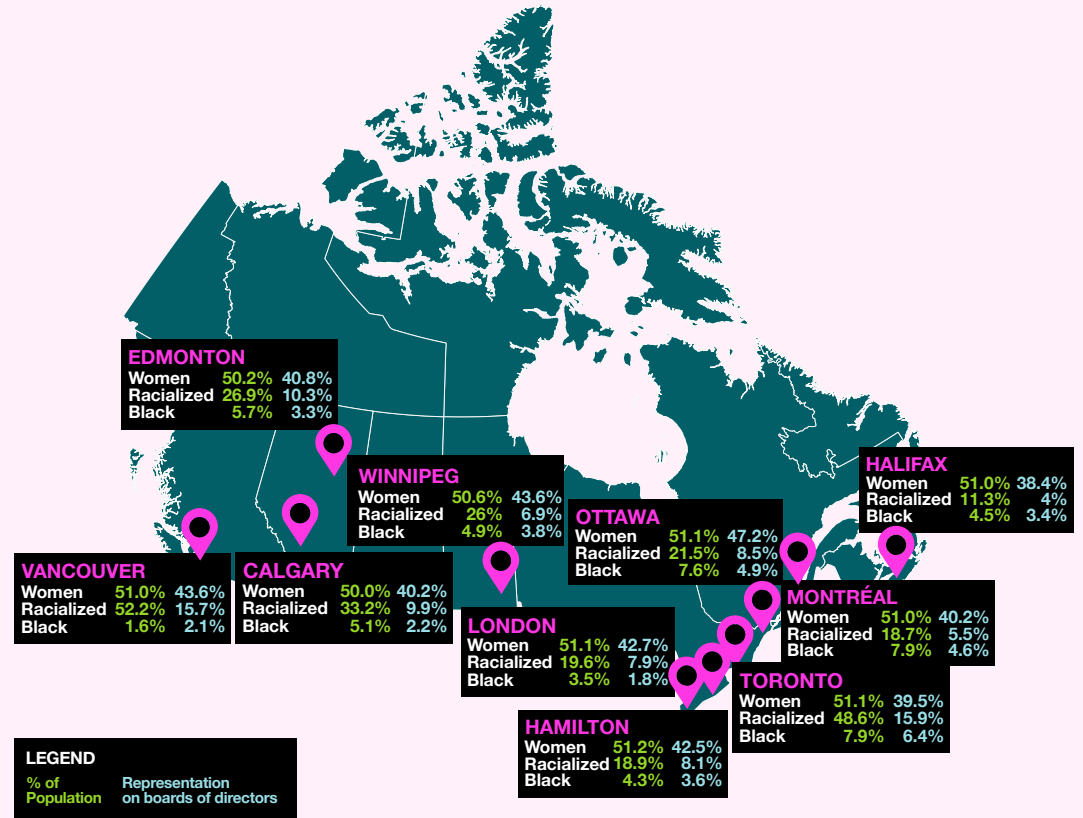 EDMONTON
Women 50.2% 40.8%
Racialized 26.9% 10.3%
Black 5.7% 3.3%
WINNIPEG
Women 50.6% 43.6%
Racialized 26% 6.9%
Black 4.9% 3.8%
HALIFAX
Women 51.0% 38.4%
Racialized 11.3% 4%
Black 4.5% 3.4%
OTTAWA
Women 51.1% 47.2%
Racialized 21.5% 8.5%
Black 7.6% 4.9%
VANCOUVER
Women 51.0% 43.6%
Racialized 52.2% 15.7%
Black 1.6% 2.1%
CALGARY
Women 50.0% 40.2%
Racialized 33.2% 9.9%
Black 5.1% 2.2%
MONTRÉAL
Women 51.0% 40.2%
Racialized 18.7% 5.5%
Black 7.9% 4.6%
LONDON
Women 51.1% 42.7%
Racialized 19.6% 7.9%
Black 3.5% 1.8%
TORONTO
Women 51.1% 39.5%
Racialized 48.6% 15.9%
Black 7.9% 6.4%
HAMILTON
Women 51.2% 42.5%
Racialized 18.9% 8.1%
Black 4.3% 3.6%
LEGEND
% of
Population
Representation
on boards of directors